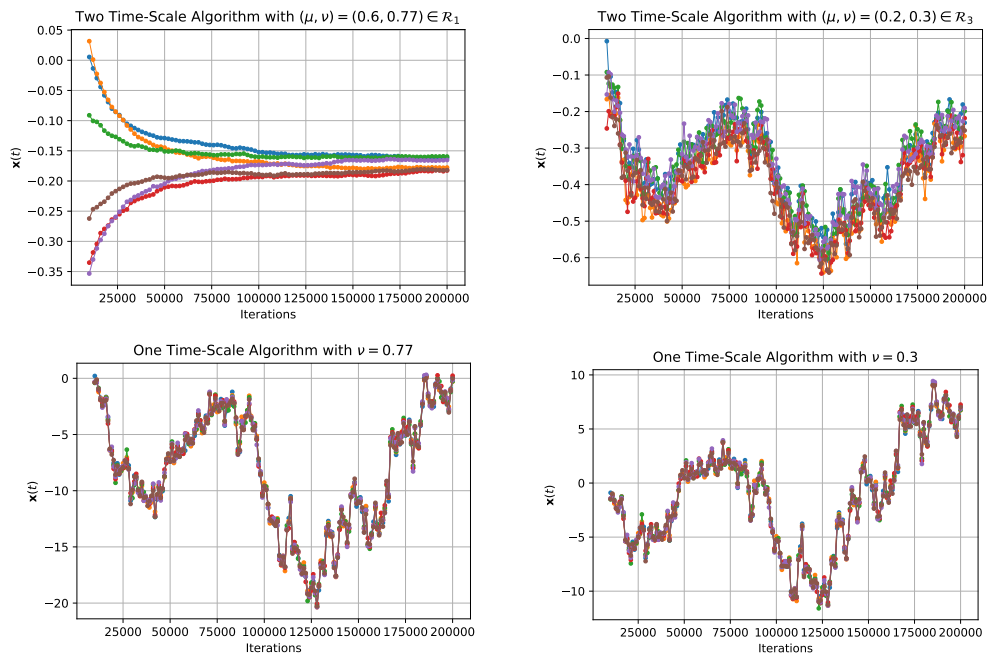 Two Time-Scale Algorithm with (μ, ν) = (0.6, 0.77) ∈ ℛ₁
0.05
0.00
−0.05
−0.10
−0.15
−0.20
−0.25
−0.30
−0.35
x(t)
25000 50000 75000 100000 125000 150000 175000 200000
Iterations
Two Time-Scale Algorithm with (μ, ν) = (0.2, 0.3) ∈ ℛ₃
0.0
−0.1
−0.2
−0.3
−0.4
−0.5
−0.6
x(t)
25000 50000 75000 100000 125000 150000 175000 200000
Iterations
One Time-Scale Algorithm with ν = 0.77
0
−5
−10
−15
−20
x(t)
25000 50000 75000 100000 125000 150000 175000 200000
Iterations
One Time-Scale Algorithm with ν = 0.3
10
5
0
−5
−10
x(t)
25000 50000 75000 100000 125000 150000 175000 200000
Iterations